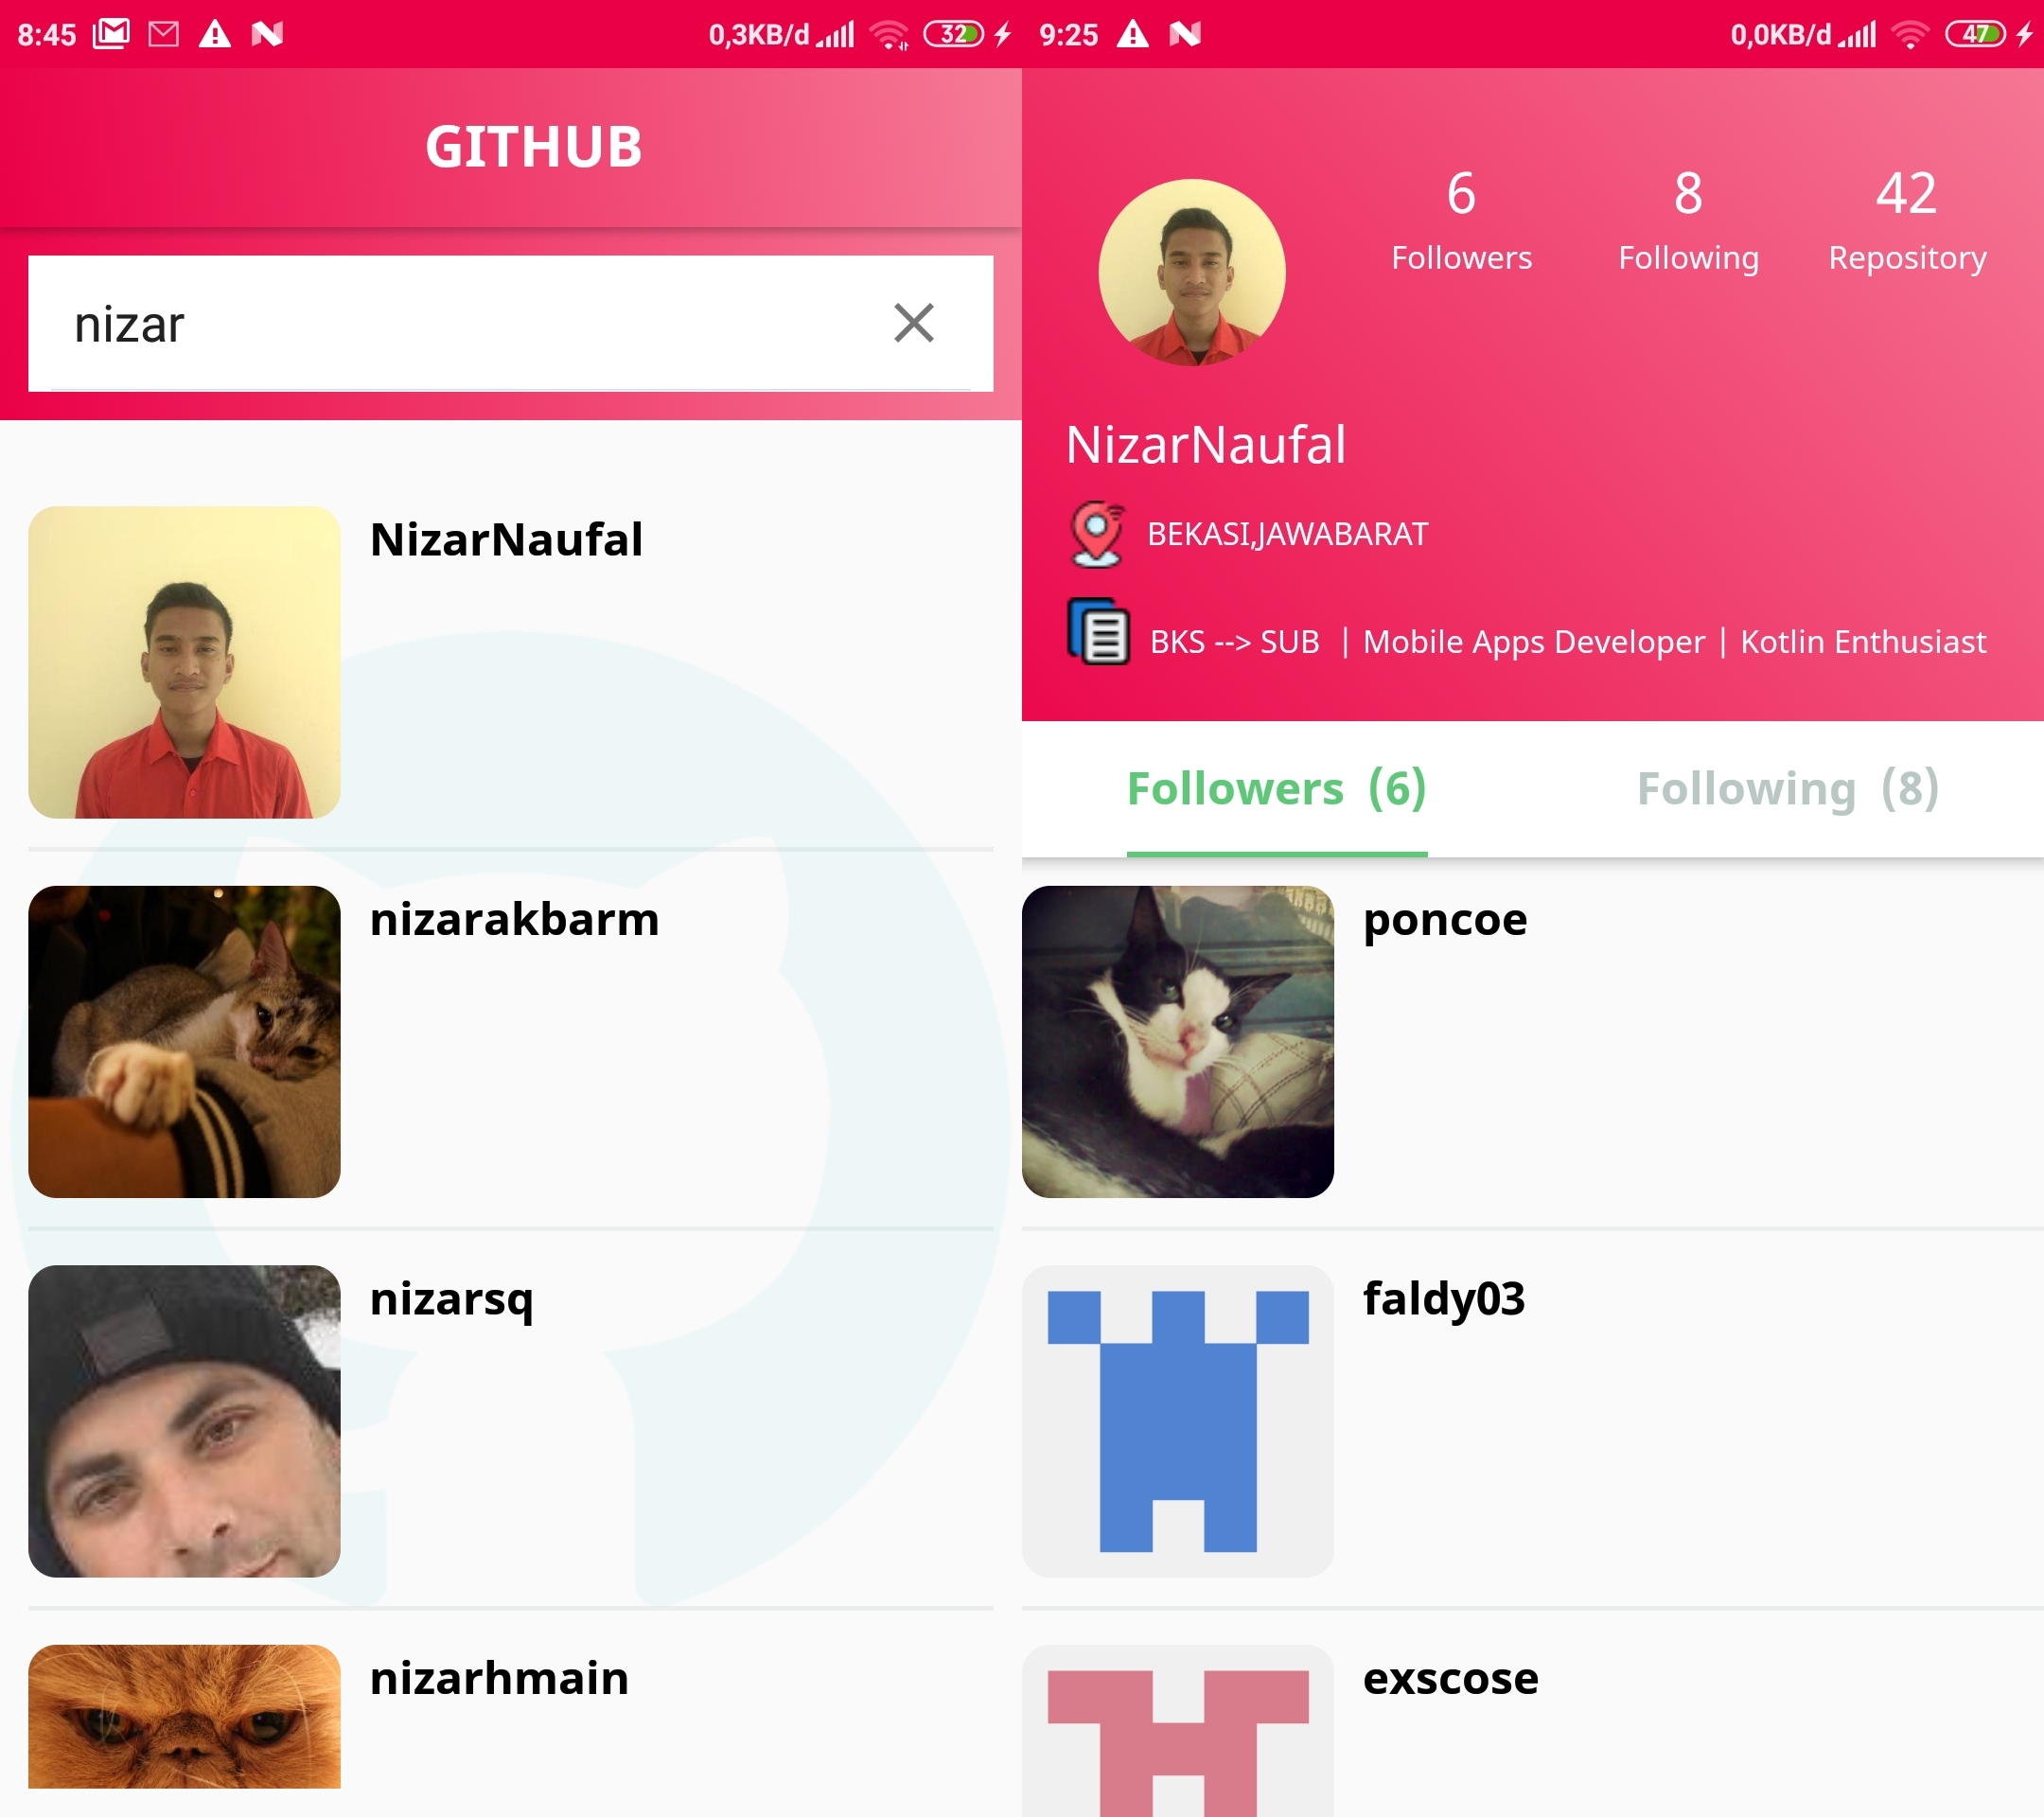 8:45
0,3KB/d
32
GITHUB
nizar
NizarNaufal
nizarakbarm
nizarsq
nizarhmain
9:25
0,0KB/d
47
6 8 42
Followers Following Repository
NizarNaufal
BEKASI,JAWABARAT
BKS --> SUB | Mobile Apps Developer | Kotlin Enthusiast
Followers (6) Following (8)
poncoe
faldy03
exscose